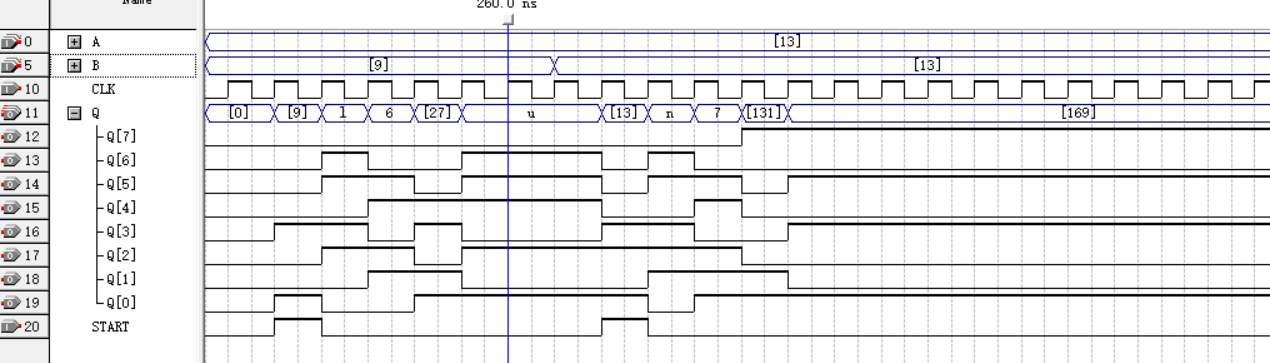 Name
260.0 ns
0 A [13]
5 B [9] [13]
10 CLK
11 Q [0] [9] l 6 [27] u [13] n 7 [131] [169]
12 Q[7]
13 Q[6]
14 Q[5]
15 Q[4]
16 Q[3]
17 Q[2]
18 Q[1]
19 Q[0]
20 START